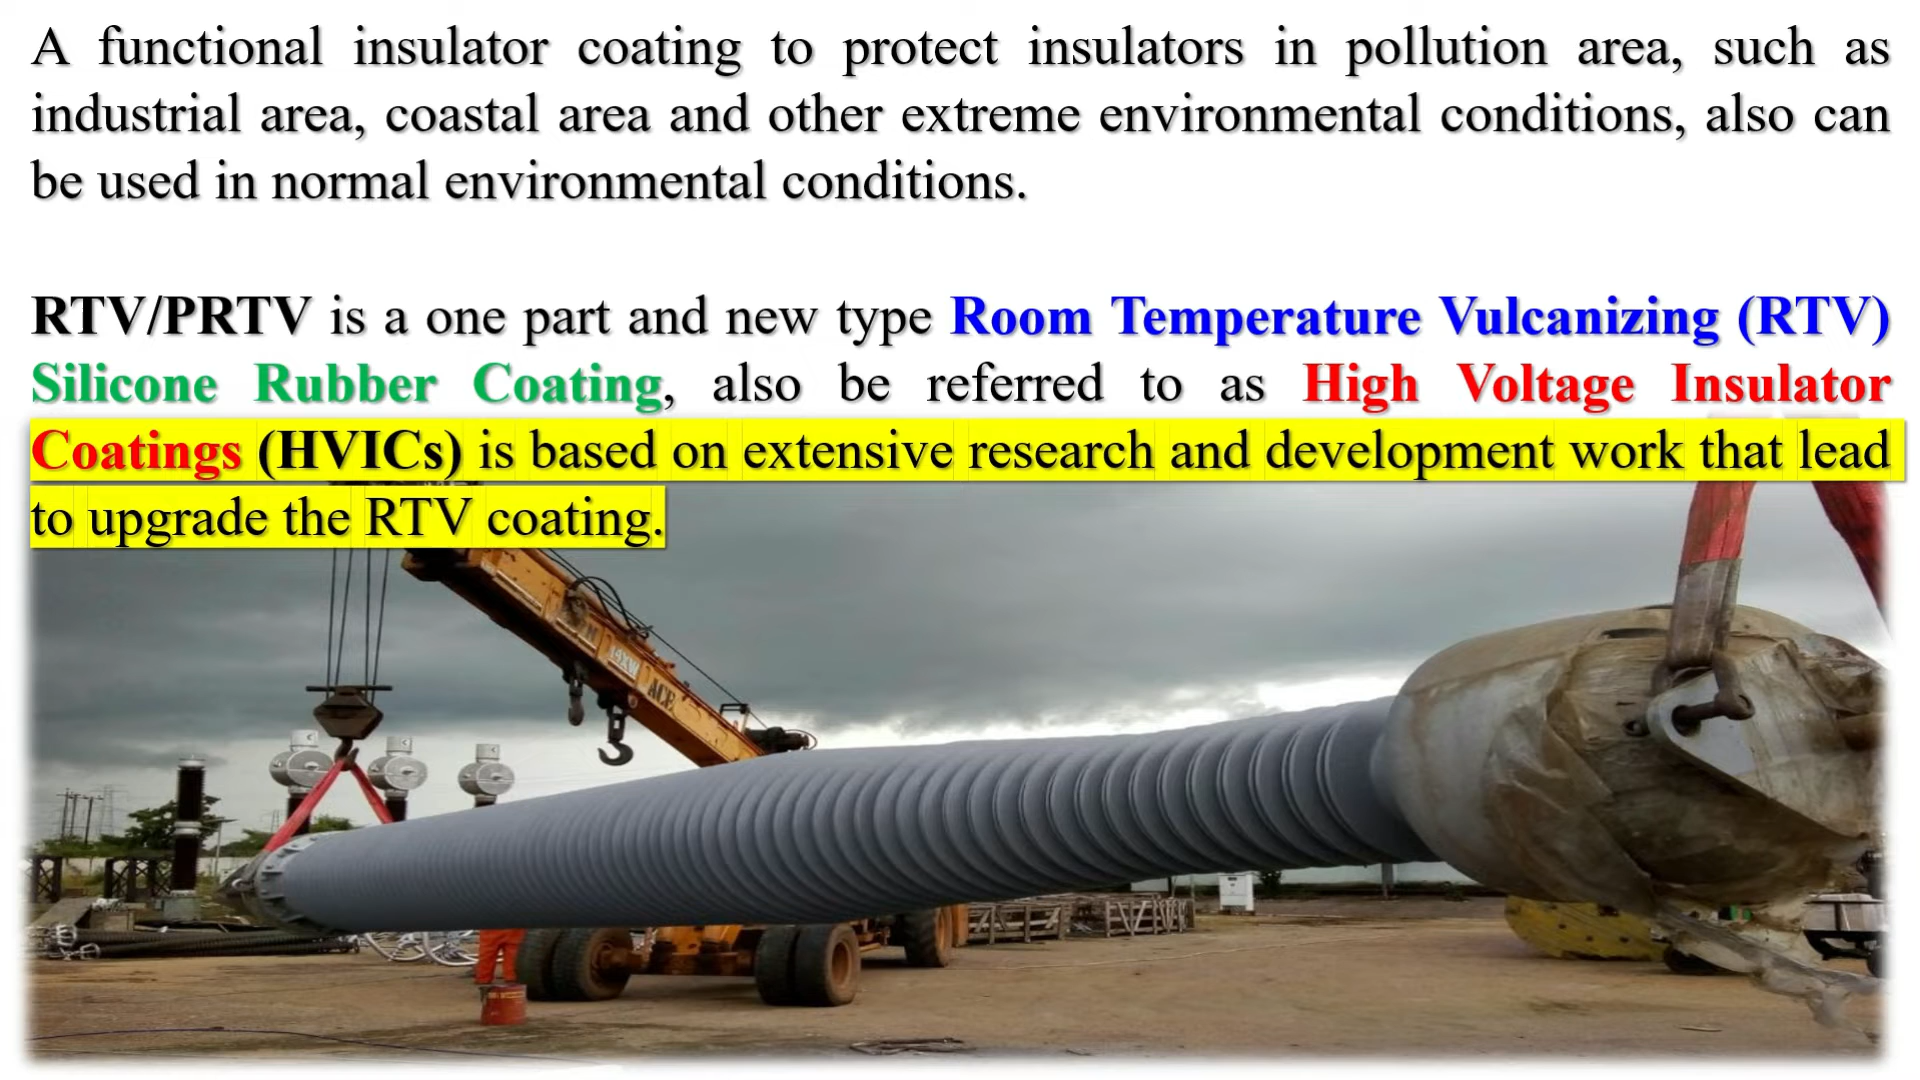 A functional insulator coating to protect insulators in pollution area, such as
industrial area, coastal area and other extreme environmental conditions, also can
be used in normal environmental conditions.
RTV/PRTV is a one part and new type Room Temperature Vulcanizing (RTV)
Silicone Rubber Coating, also be referred to as High Voltage Insulator
Coatings (HVICs) is based on extensive research and development work that lead
to upgrade the RTV coating.
14XW
ACE